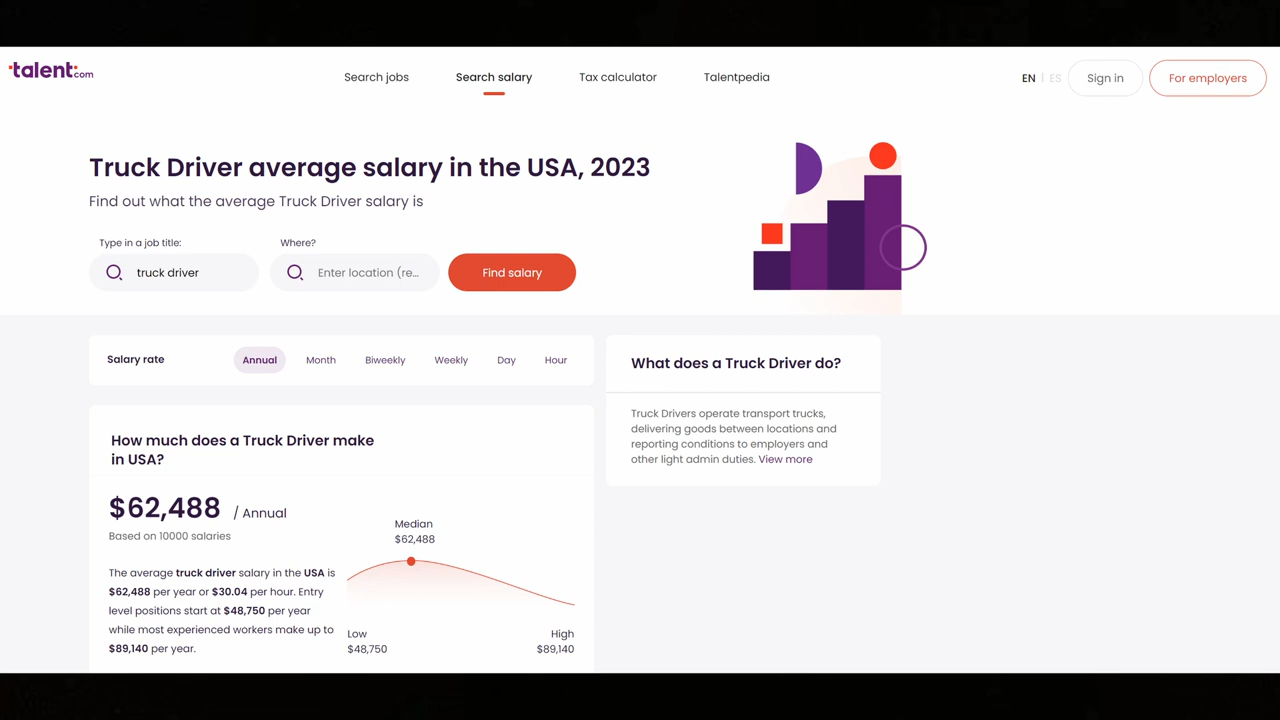 talent.com
Search jobs
Search salary
Tax calculator
Talentpedia
EN | ES
Sign in
For employers
Truck Driver average salary in the USA, 2023
Find out what the average Truck Driver salary is
Type in a job title:
Where?
truck driver
Enter location (re...
Find salary
Salary rate
Annual
Month
Biweekly
Weekly
Day
Hour
How much does a Truck Driver make
in USA?
$62,488 / Annual
Based on 10000 salaries
The average truck driver salary in the USA is
$62,488 per year or $30.04 per hour. Entry
level positions start at $48,750 per year
while most experienced workers make up to
$89,140 per year.
Median
$62,488
Low
$48,750
High
$89,140
What does a Truck Driver do?
Truck Drivers operate transport trucks,
delivering goods between locations and
reporting conditions to employers and
other light admin duties. View more